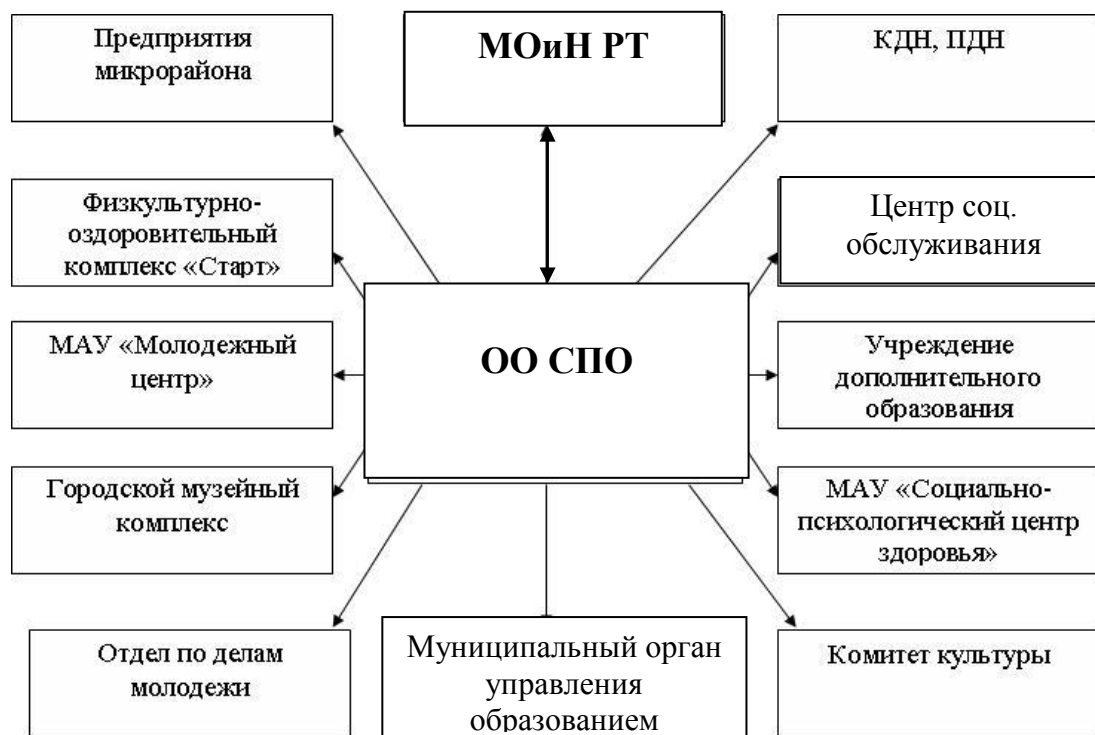 Предприятия
микрорайона
МОиН РТ
КДН, ПДН
Физкультурно-
оздоровительный
комплекс «Старт»
Центр соц.
обслуживания
МАУ «Молодежный
центр»
ОО СПО
Учреждение
дополнительного
образования
Городской музейный
комплекс
МАУ «Социально-
психологический центр
здоровья»
Отдел по делам
молодежи
Муниципальный орган
управления
образованием
Комитет культуры